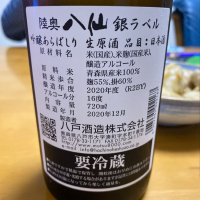 陸奥 八仙 銀ラベル
吟醸あらばしり 生原酒 品目：日本酒
原材料名 米(国産)、米麹(国産米)、
醸造アルコール
原料米 青森県産米100%
精米歩合 麹55%、掛60%
醸造年度 2020年度 (R2BY)
アルコール分 16度
内容量 720ml
製造年月 2020年12月
八戸酒造株式会社
要冷蔵